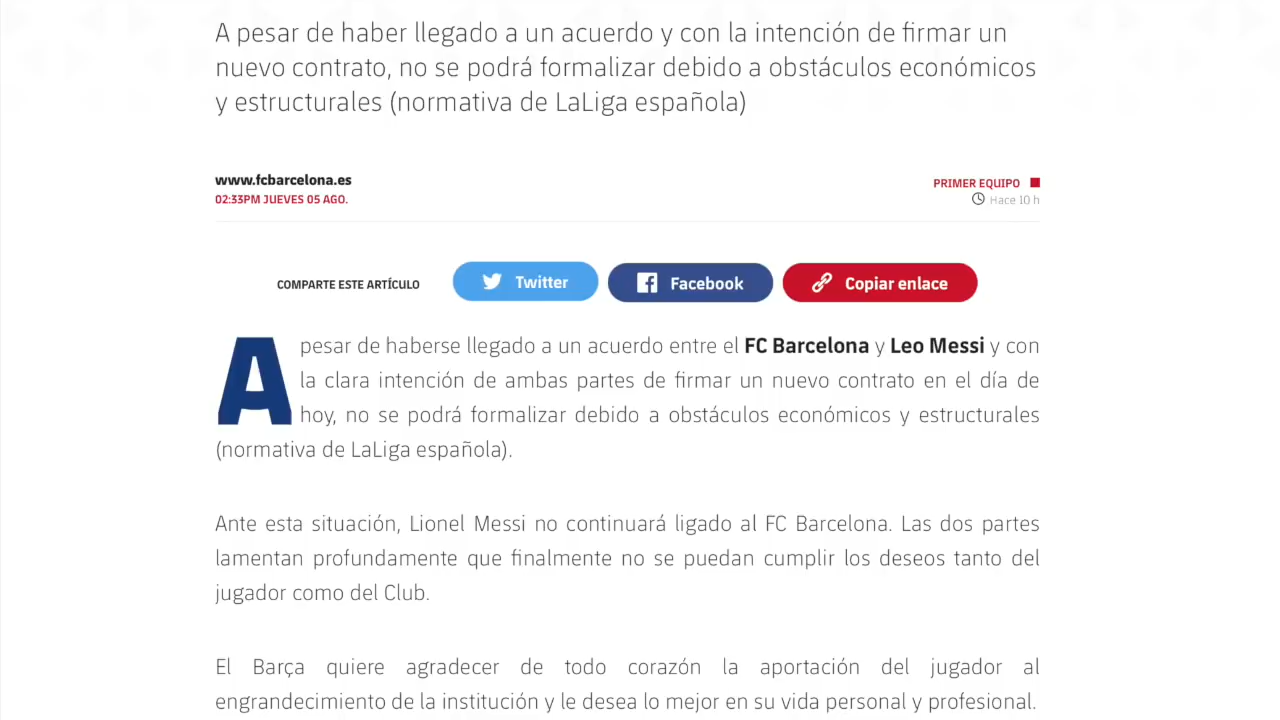 A pesar de haber llegado a un acuerdo y con la intención de firmar un
nuevo contrato, no se podrá formalizar debido a obstáculos económicos
y estructurales (normativa de LaLiga española)
www.fcbarcelona.es
02:33PM JUEVES 05 AGO.
PRIMER EQUIPO
Hace 10 h
COMPARTE ESTE ARTÍCULO
Twitter
Facebook
Copiar enlace
A pesar de haberse llegado a un acuerdo entre el FC Barcelona y Leo Messi y con
la clara intención de ambas partes de firmar un nuevo contrato en el día de
hoy, no se podrá formalizar debido a obstáculos económicos y estructurales
(normativa de LaLiga española).
Ante esta situación, Lionel Messi no continuará ligado al FC Barcelona. Las dos partes
lamentan profundamente que finalmente no se puedan cumplir los deseos tanto del
jugador como del Club.
El Barça quiere agradecer de todo corazón la aportación del jugador al
engrandecimiento de la institución y le desea lo mejor en su vida personal y profesional.